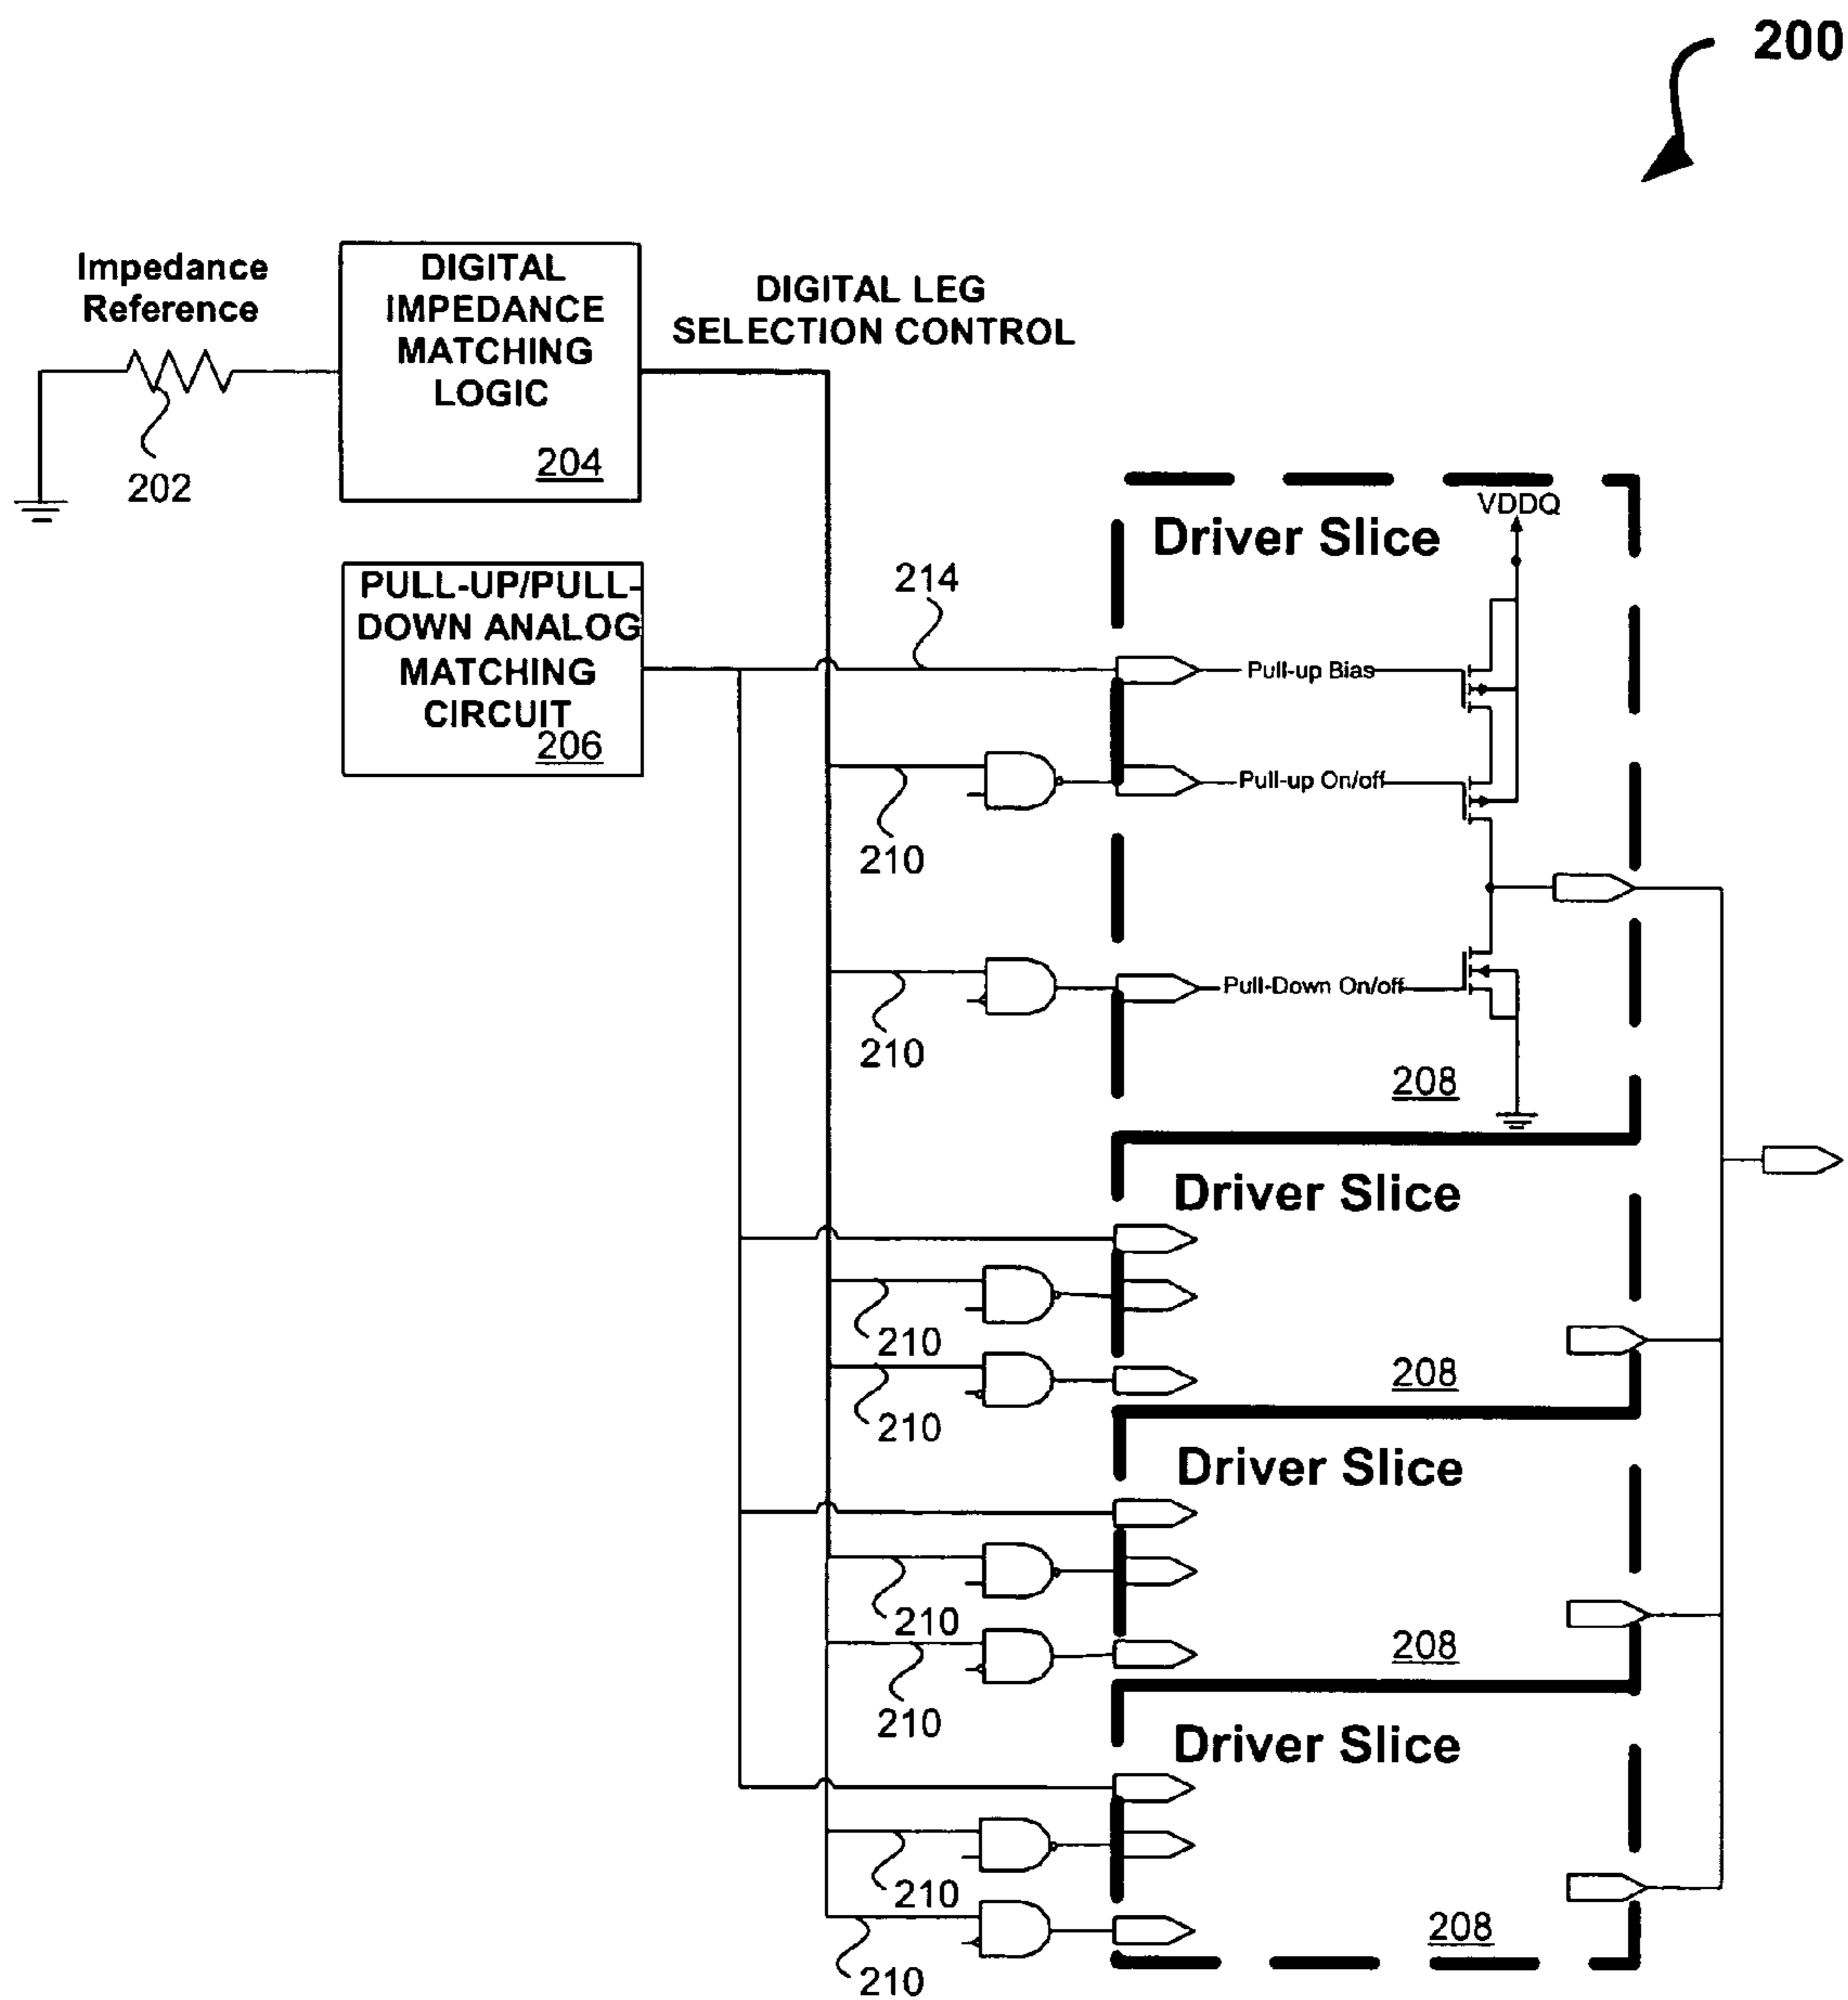 200
Impedance
Reference
202
DIGITAL
IMPEDANCE
MATCHING
LOGIC
204
DIGITAL LEG
SELECTION CONTROL
PULL-UP/PULL-
DOWN ANALOG
MATCHING
CIRCUIT
206
214
210
210
Driver Slice
VDDQ
Pull-up Bias
Pull-up On/off
Pull-Down On/off
208
Driver Slice
210
210
208
Driver Slice
210
210
208
Driver Slice
210
210
208